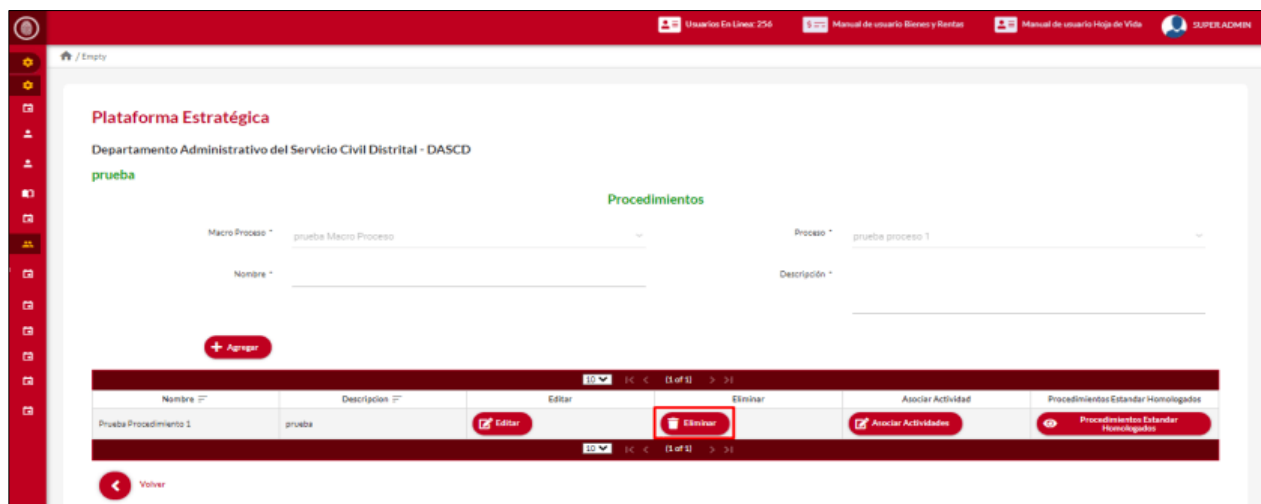 Usuarios En Linea: 256
Manual de usuario Bienes y Rentas
Manual de usuario Hoja de Vida
SUPER ADMIN
/ Empty
Plataforma Estratégica
Departamento Administrativo del Servicio Civil Distrital - DASCD
prueba
Procedimientos
Macro Proceso * prueba Macro Proceso
Proceso * prueba proceso 1
Nombre *
Descripción *
+ Agregar
10 (1 of 1)
Nombre Descripcion Editar Eliminar Asociar Actividad Procedimientos Estandar Homologados
Prueba Procedimiento 1 prueba Editar Eliminar Asociar Actividades Procedimientos Estandar
Homologados
10 (1 of 1)
Volver